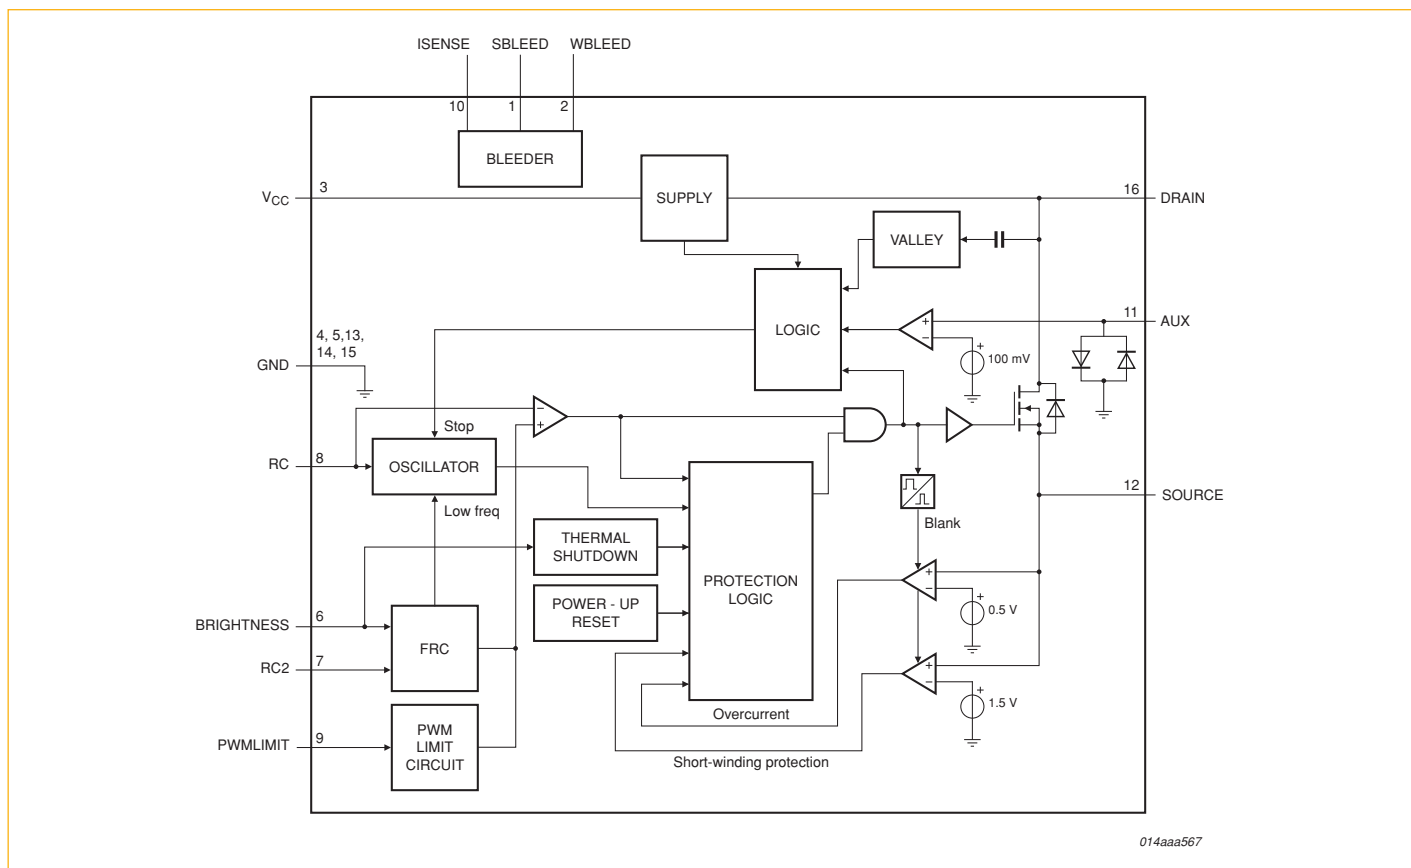 ISENSE SBLEED WBLEED
10 1 2
BLEEDER
VCC 3
SUPPLY
16 DRAIN
VALLEY
LOGIC
11 AUX
+
−
+
100 mV
4, 5,13,
14, 15
GND
−
+
Stop
RC 8
OSCILLATOR
Low freq
12 SOURCE
Blank
THERMAL
SHUTDOWN
PROTECTION
LOGIC
POWER - UP
RESET
+
−
+
0.5 V
BRIGHTNESS 6
FRC
RC2 7
+
−
+
1.5 V
Overcurrent
PWMLIMIT 9
PWM
LIMIT
CIRCUIT
Short-winding protection
014aaa567